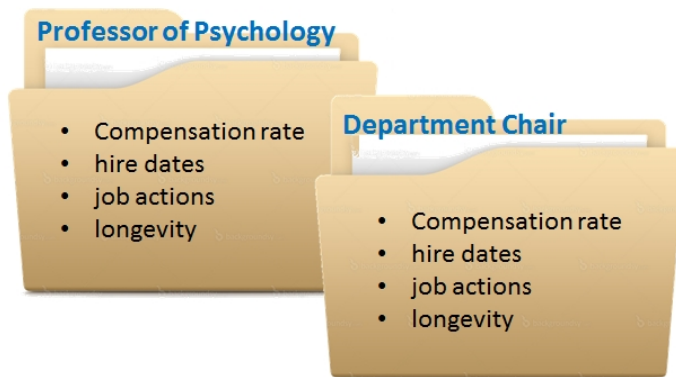 Professor of Psychology
• Compensation rate
• hire dates
• job actions
• longevity
Department Chair
• Compensation rate
• hire dates
• job actions
• longevity